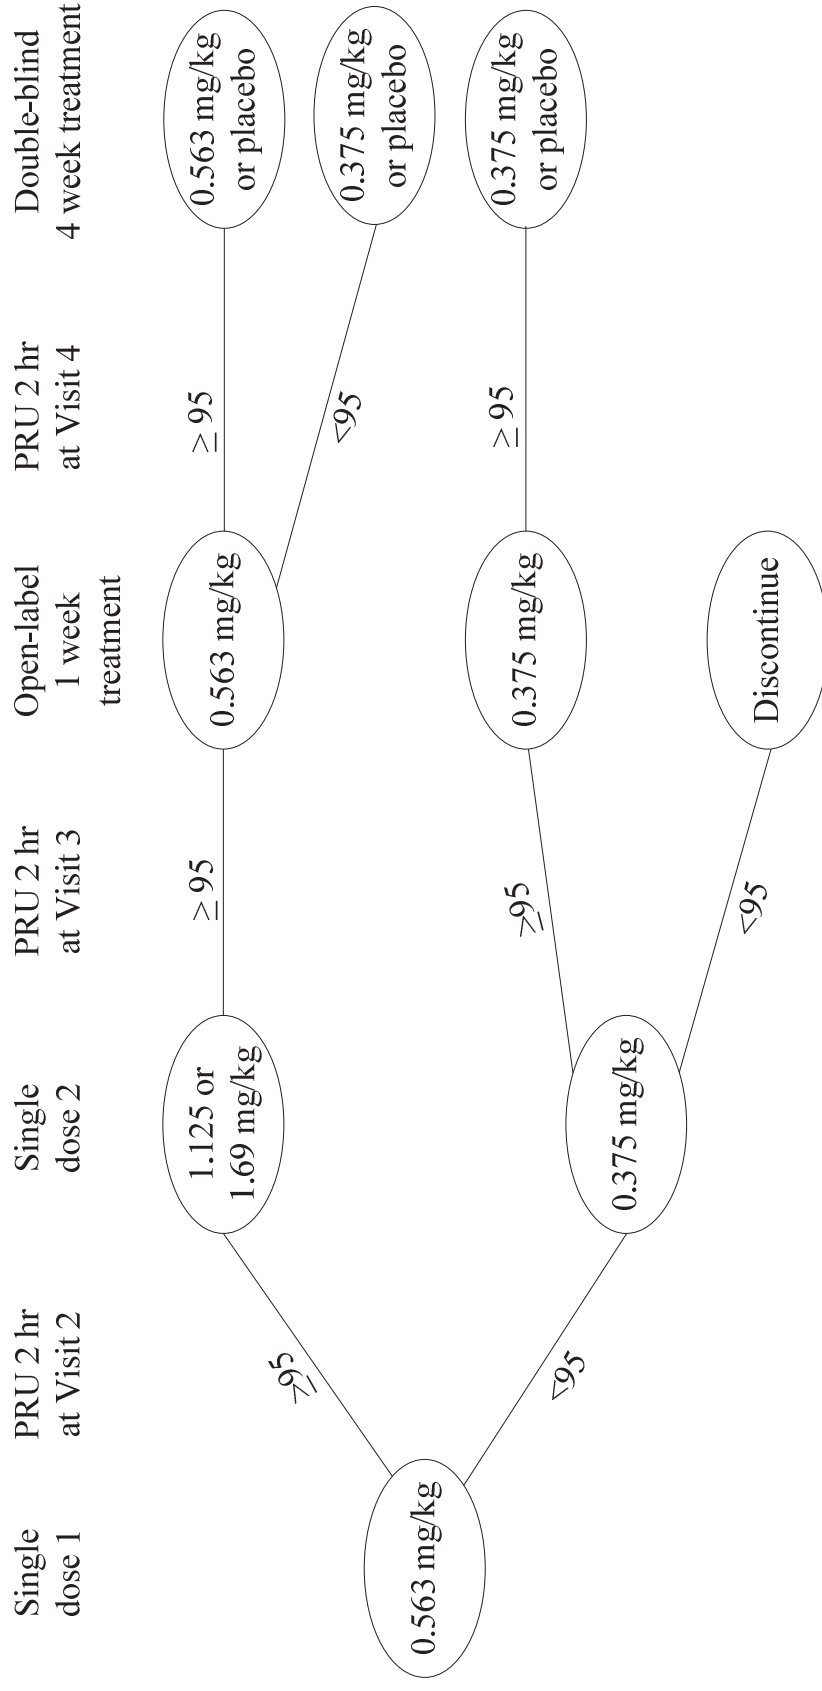 Single
dose 1
PRU 2 hr
at Visit 2
Single
dose 2
PRU 2 hr
at Visit 3
Open-label
1 week
treatment
PRU 2 hr
at Visit 4
Double-blind
4 week treatment
0.563 mg/kg
≥95
<95
1.125 or
1.69 mg/kg
0.375 mg/kg
≥95
≥95
<95
0.563 mg/kg
0.375 mg/kg
Discontinue
≥95
<95
≥95
0.563 mg/kg
or placebo
0.375 mg/kg
or placebo
0.375 mg/kg
or placebo